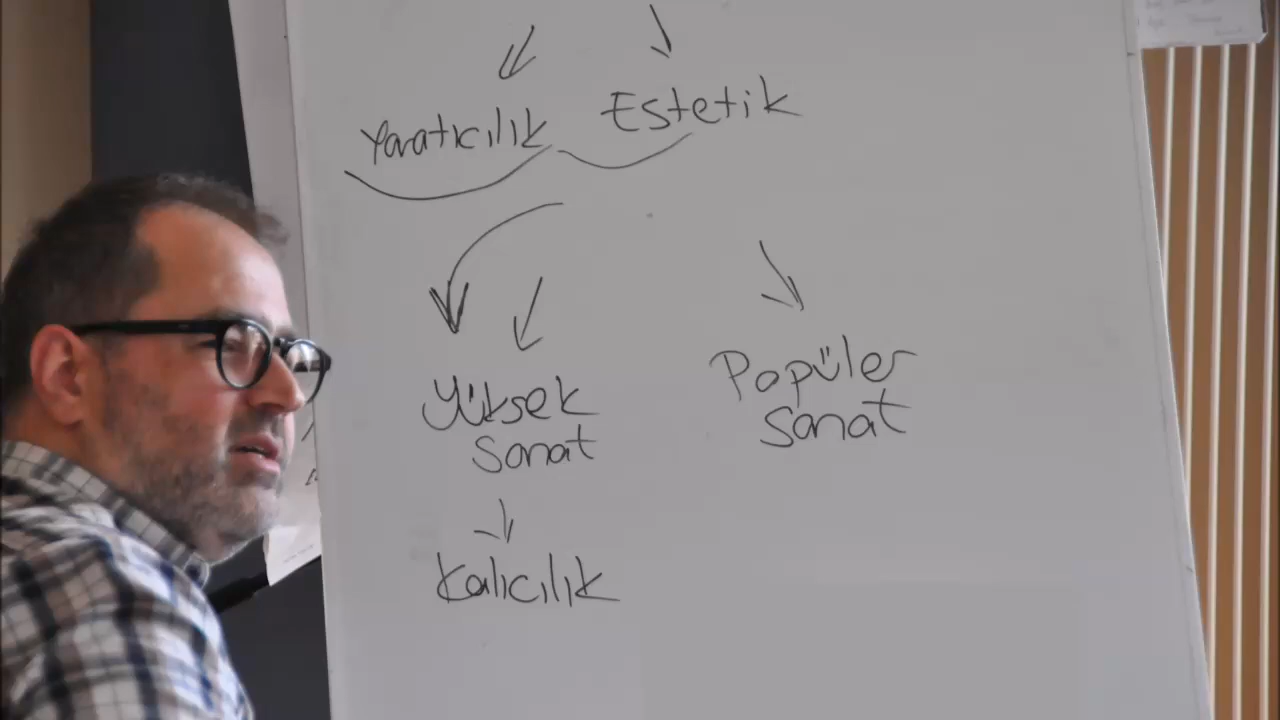 Yaratıcılık Estetik
Yüksek
sanat
Popüler
sanat
Kalıcılık